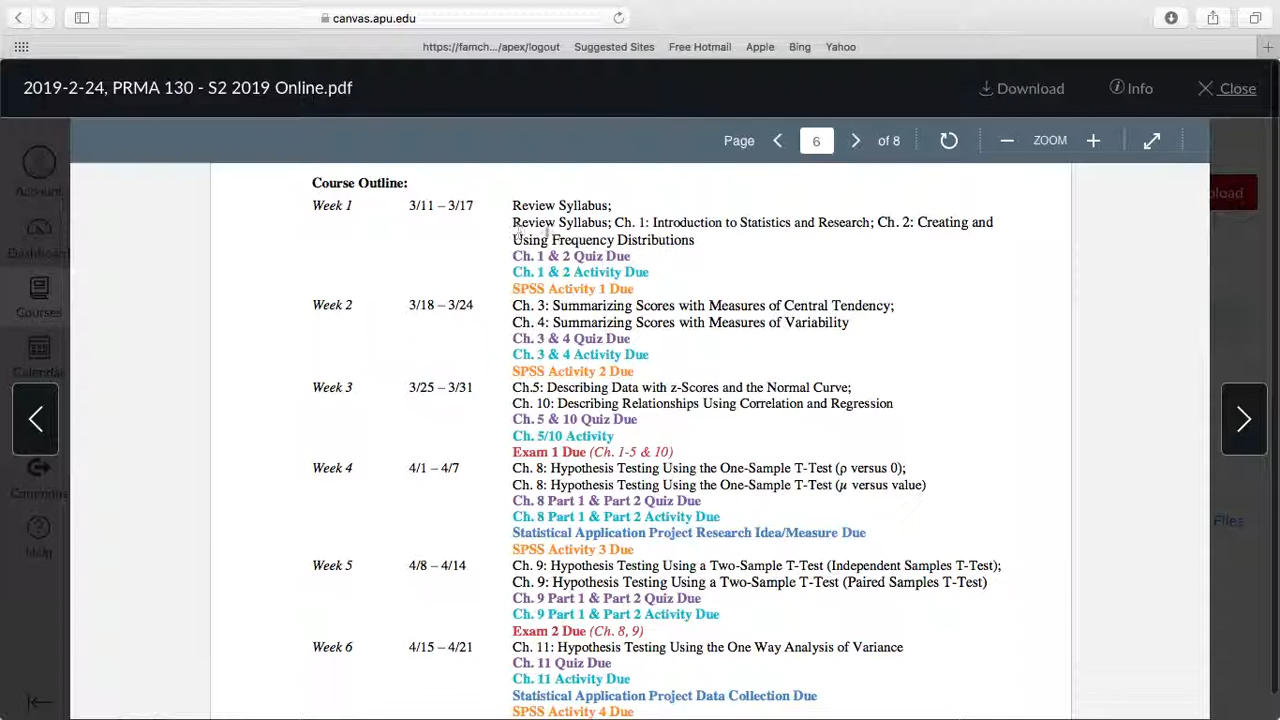 canvas.apu.edu
https://famch.../apex/logout Suggested Sites Free Hotmail Apple Bing Yahoo
2019-2-24, PRMA 130 - S2 2019 Online.pdf Download Info Close
Page 6 of 8 ZOOM
Course Outline:
Week 1 3/11 – 3/17 Review Syllabus;
Review Syllabus; Ch. 1: Introduction to Statistics and Research; Ch. 2: Creating and
Using Frequency Distributions
Ch. 1 & 2 Quiz Due
Ch. 1 & 2 Activity Due
SPSS Activity 1 Due
Week 2 3/18 – 3/24 Ch. 3: Summarizing Scores with Measures of Central Tendency;
Ch. 4: Summarizing Scores with Measures of Variability
Ch. 3 & 4 Quiz Due
Ch. 3 & 4 Activity Due
SPSS Activity 2 Due
Week 3 3/25 – 3/31 Ch.5: Describing Data with z-Scores and the Normal Curve;
Ch. 10: Describing Relationships Using Correlation and Regression
Ch. 5 & 10 Quiz Due
Ch. 5/10 Activity
Exam 1 Due (Ch. 1-5 & 10)
Week 4 4/1 – 4/7 Ch. 8: Hypothesis Testing Using the One-Sample T-Test (ρ versus 0);
Ch. 8: Hypothesis Testing Using the One-Sample T-Test (μ versus value)
Ch. 8 Part 1 & Part 2 Quiz Due
Ch. 8 Part 1 & Part 2 Activity Due
Statistical Application Project Research Idea/Measure Due
SPSS Activity 3 Due
Week 5 4/8 – 4/14 Ch. 9: Hypothesis Testing Using a Two-Sample T-Test (Independent Samples T-Test);
Ch. 9: Hypothesis Testing Using a Two-Sample T-Test (Paired Samples T-Test)
Ch. 9 Part 1 & Part 2 Quiz Due
Ch. 9 Part 1 & Part 2 Activity Due
Exam 2 Due (Ch. 8, 9)
Week 6 4/15 – 4/21 Ch. 11: Hypothesis Testing Using the One Way Analysis of Variance
Ch. 11 Quiz Due
Ch. 11 Activity Due
Statistical Application Project Data Collection Due
SPSS Activity 4 Due
Account
Dashboard
Courses
Calendar
Commons
Help
Files